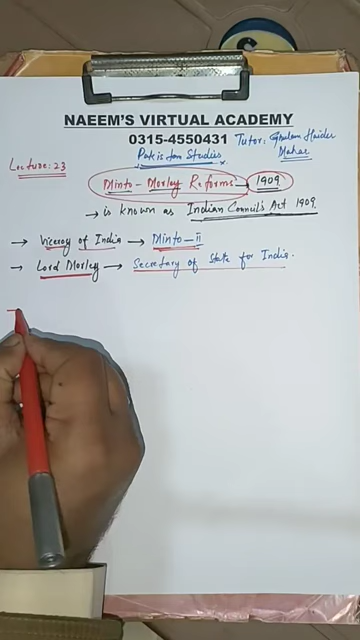 NAEEM'S VIRTUAL ACADEMY
0315-4550431 Tutor: Ghulam Haider Mahar
Pakistan Studies
Lecture: 23
Minto-Morley Reforms 1909
→ is known as Indian Council's Act 1909
→ Viceroy of India → Minto-II
→ Lord Morley → Secretary of State for India.